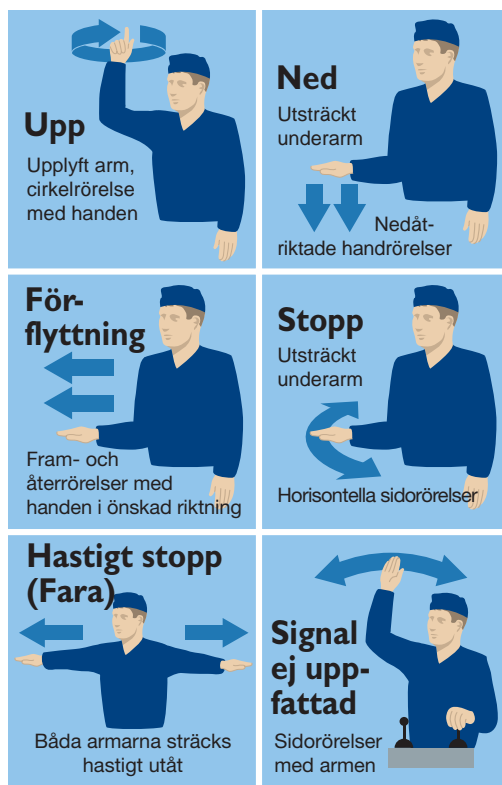 Upp
Upplyft arm,
cirkelrörelse
med handen
Ned
Utsträckt
underarm
Nedåt-
riktade handrörelser
För-
flyttning
Fram- och
återrörelser med
handen i önskad riktning
Stopp
Utsträckt
underarm
Horisontella sidorörelser
Hastigt stopp
(Fara)
Båda armarna sträcks
hastigt utåt
Signal
ej upp-
fattad
Sidorörelser
med armen